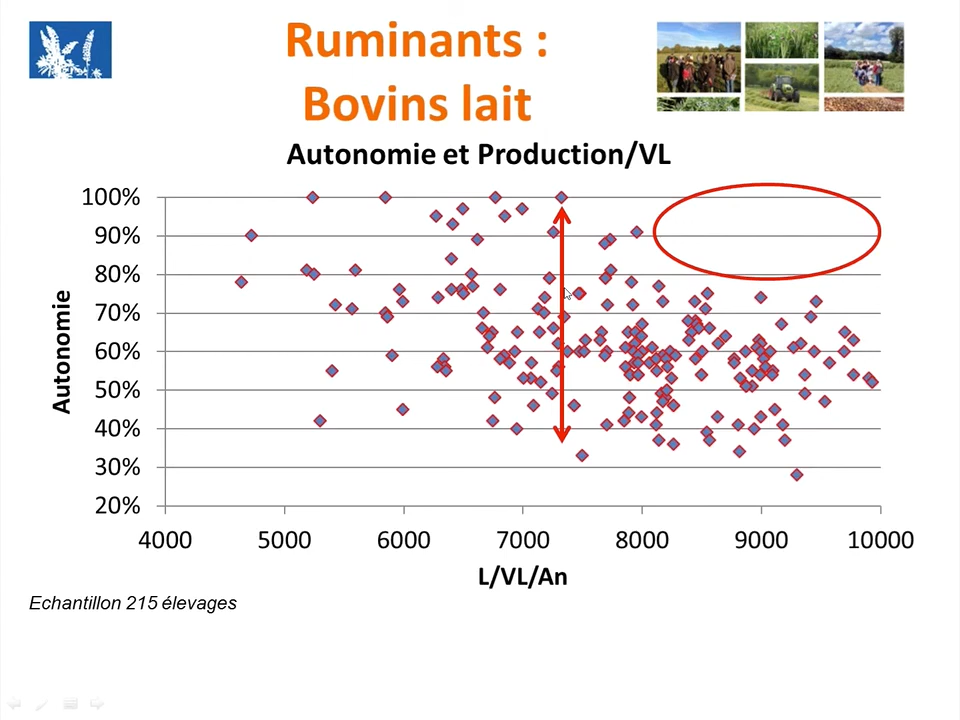 Ruminants :
Bovins lait
Autonomie et Production/VL
100%
90%
80%
70%
60%
50%
40%
30%
20%
Autonomie
4000 5000 6000 7000 8000 9000 10000
L/VL/An
Echantillon 215 élevages